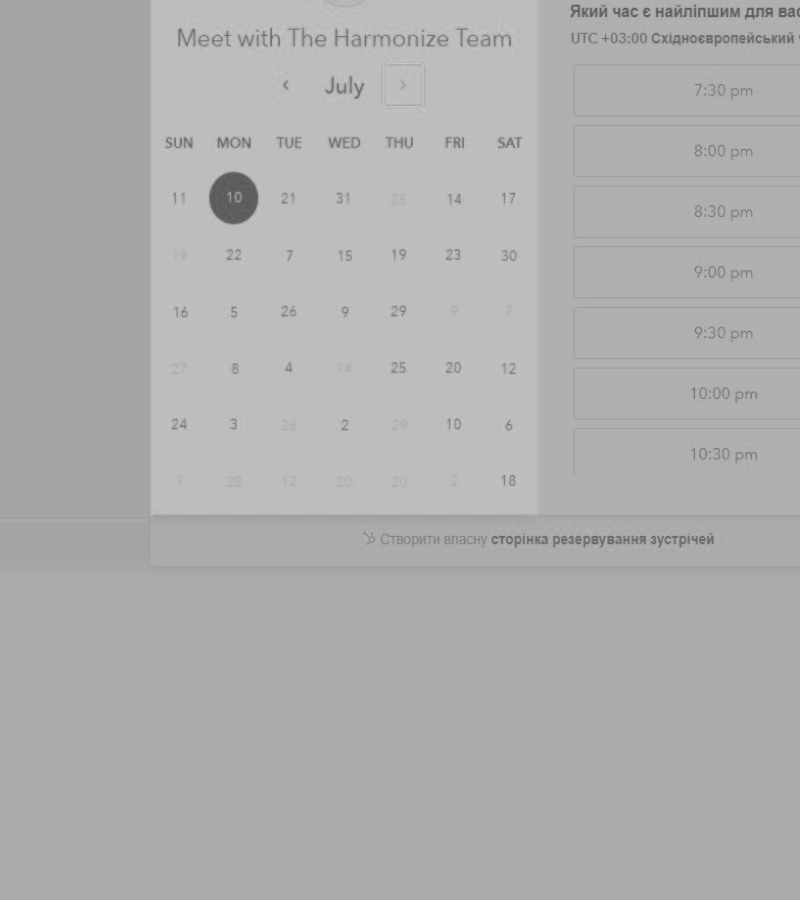 Який час є найліпшим для вас
Meet with The Harmonize Team
UTC +03:00 Східноєвропейський
‹ July ›
7:30 pm
SUN MON TUE WED THU FRI SAT
8:00 pm
11 10 21 31 25 14 17
8:30 pm
19 22 7 15 19 23 30
9:00 pm
16 5 26 9 29 9 7
9:30 pm
27 8 4 14 25 20 12
10:00 pm
24 3 26 2 29 10 6
10:30 pm
7 28 12 20 20 2 18
Створити власну сторінка резервування зустрічей